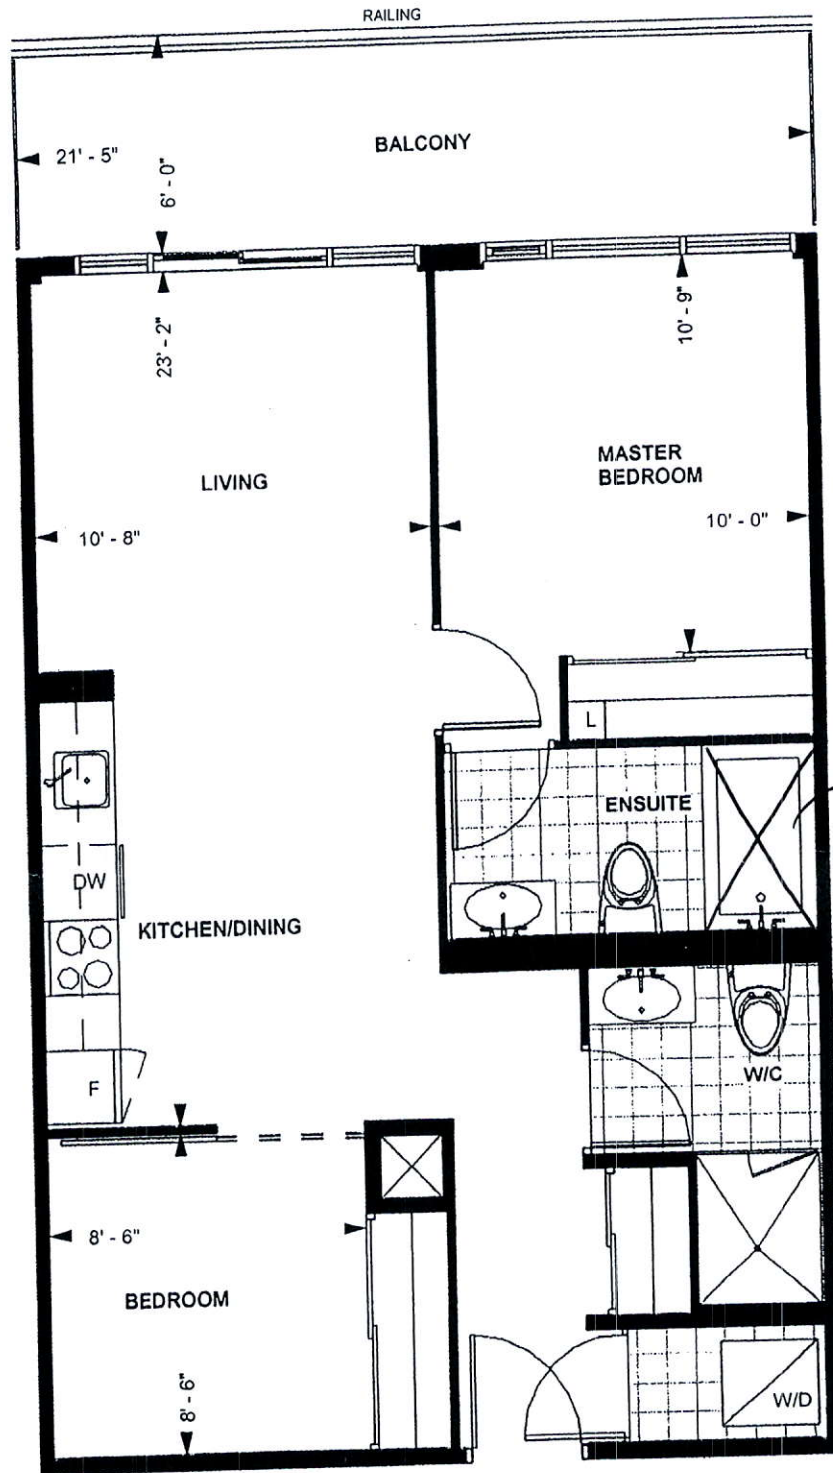 RAILING
BALCONY
21' - 5"
6' - 0"
23' - 2"
10' - 9"
LIVING
MASTER
BEDROOM
10' - 8"
10' - 0"
L
ENSUITE
DW
KITCHEN/DINING
F
W/C
8' - 6"
BEDROOM
8' - 6"
W/D